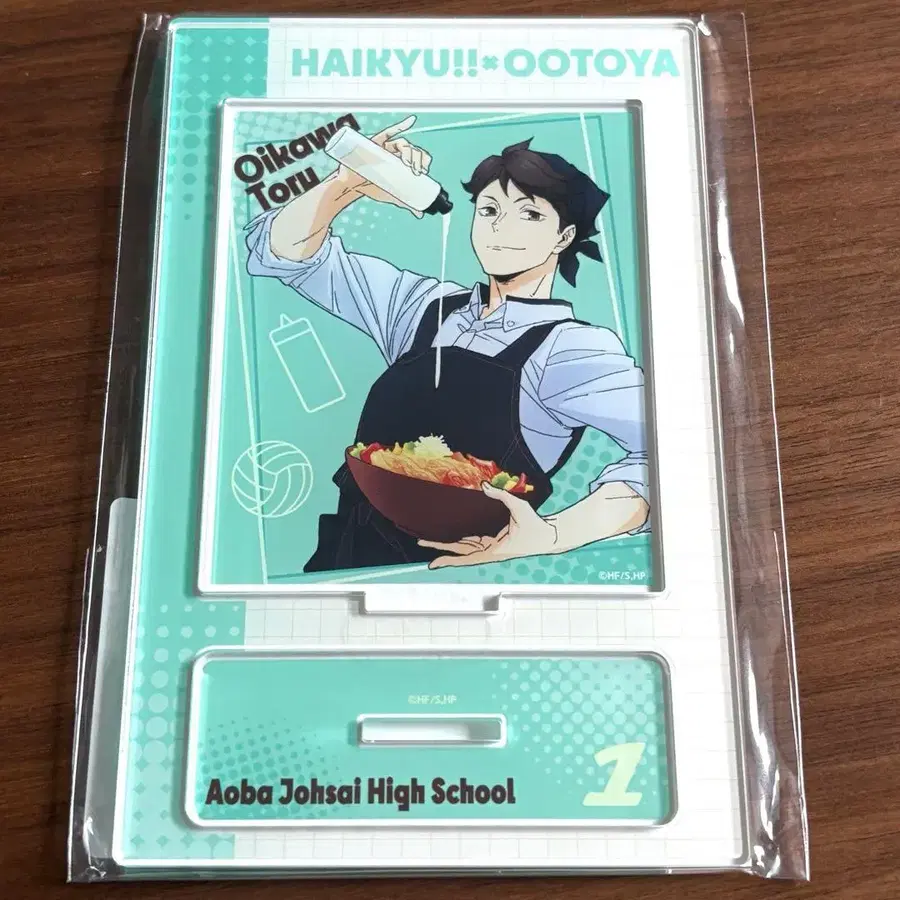 HAIKYU!!×OOTOYA
Oikawa
Toru
©HF/S,HP
©HF/S,HP
Aoba Johsai High School
1